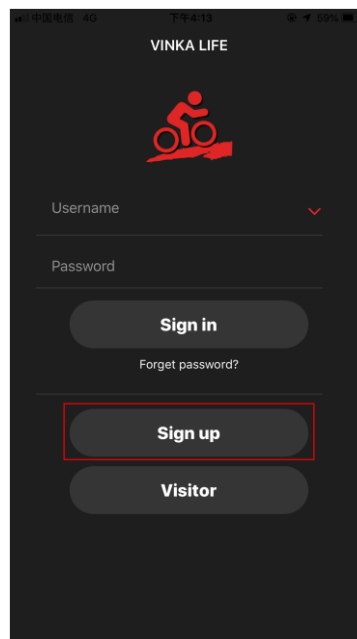 中国电信 4G 下午4:13 59%
VINKA LIFE
Username
Password
Sign in
Forget password?
Sign up
Visitor